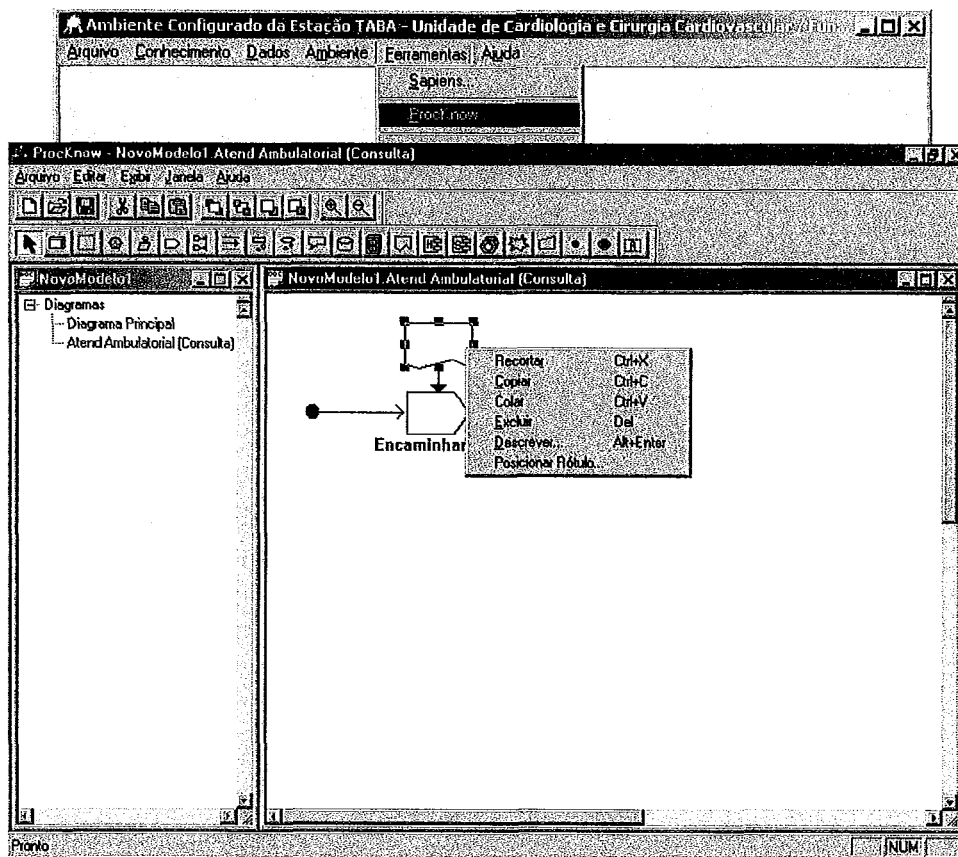 Ambiente Configurado da Estação TABA - Unidade de Cardiologia e Cirurgia Cardiovascular / Fun
Arquivo Conhecimento Dados Ambiente Ferramentas Ajuda
Sapiens...
ProcKnow...
ProcKnow - NovoModelo1.Atend Ambulatorial (Consulta)
Arquivo Editar Exibir Janela Ajuda
NovoModelo1
Diagramas
Diagrama Principal
Atend Ambulatorial (Consulta)
NovoModelo1.Atend Ambulatorial (Consulta)
Encaminhar
Recortar Ctrl+X
Copiar Ctrl+C
Colar Ctrl+V
Excluir Del
Descrever... Alt+Enter
Posicionar Rótulo...
Pronto
NUM